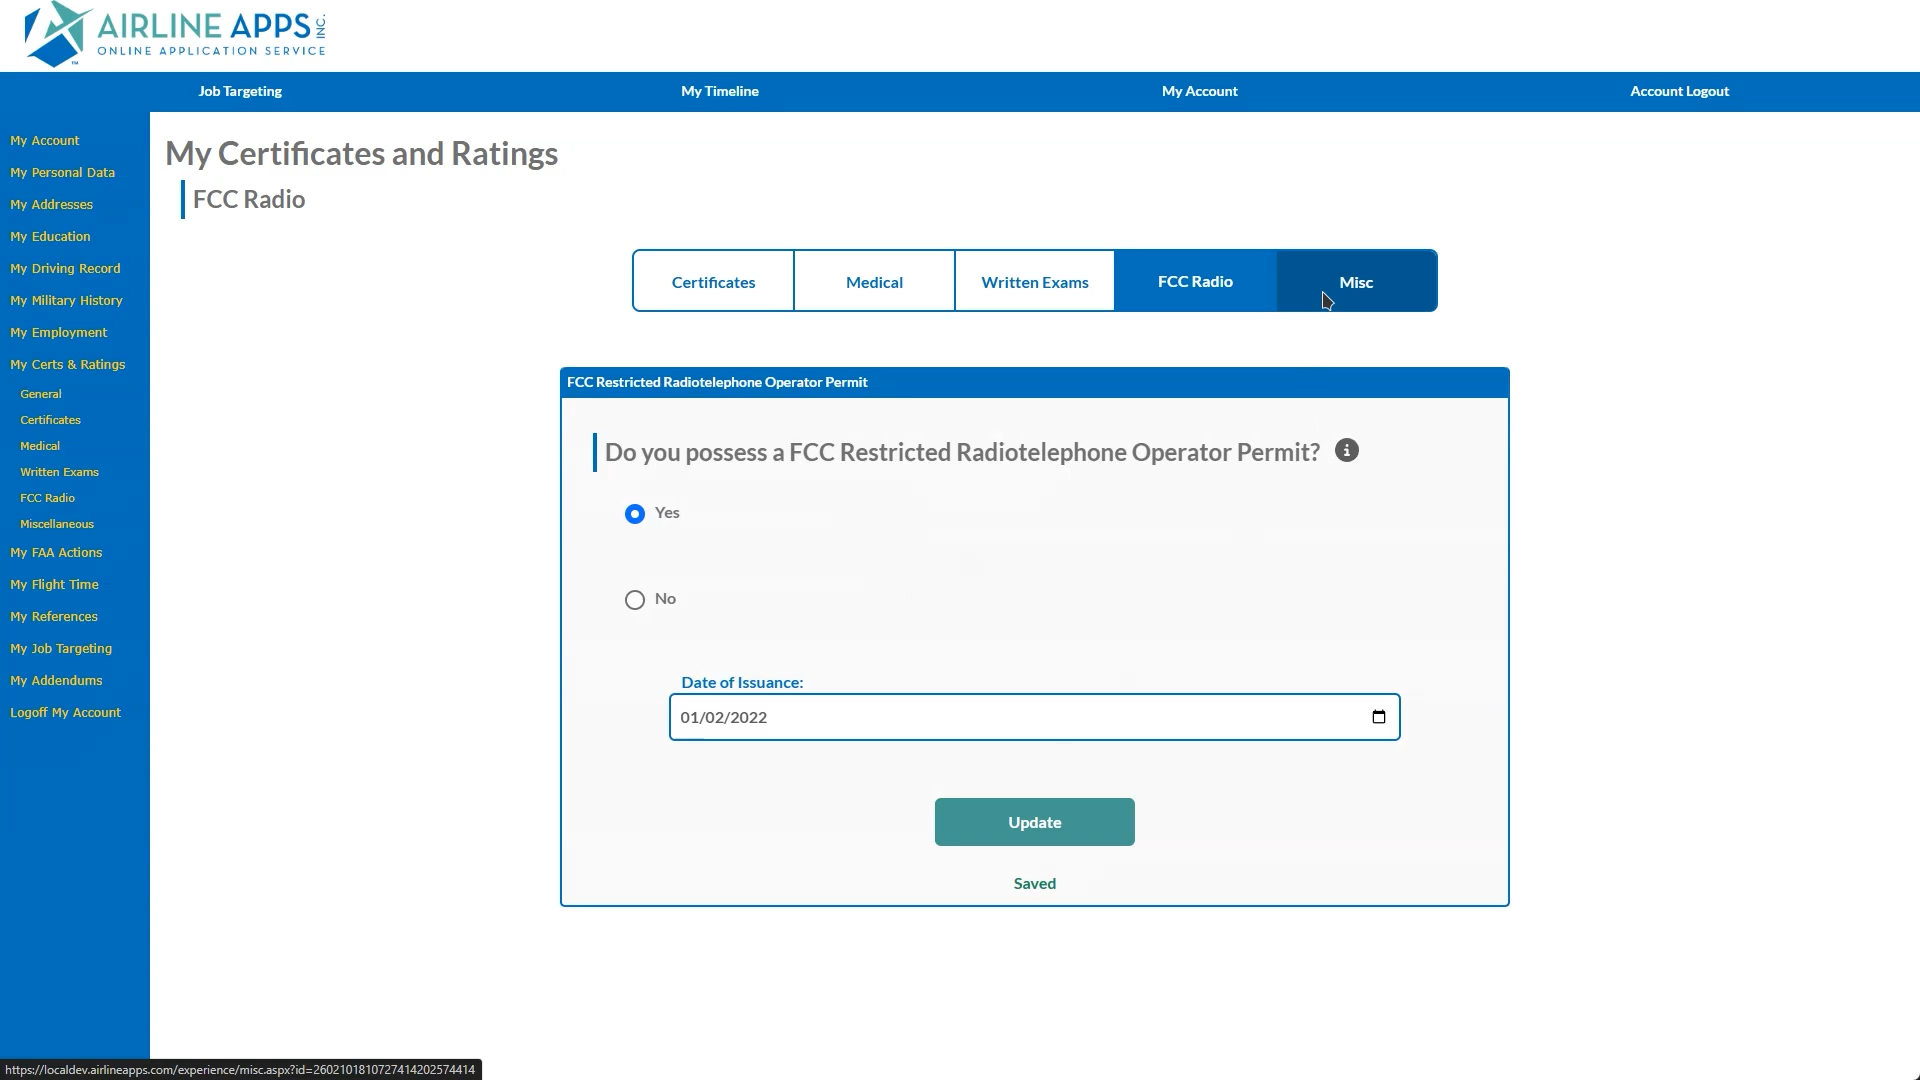 AIRLINE APPS INC.
ONLINE APPLICATION SERVICE
TM
Job Targeting
My Timeline
My Account
Account Logout
My Account
My Personal Data
My Addresses
My Education
My Driving Record
My Military History
My Employment
My Certs & Ratings
General
Certificates
Medical
Written Exams
FCC Radio
Miscellaneous
My FAA Actions
My Flight Time
My References
My Job Targeting
My Addendums
Logoff My Account
My Certificates and Ratings
FCC Radio
Certificates
Medical
Written Exams
FCC Radio
Misc
FCC Restricted Radiotelephone Operator Permit
Do you possess a FCC Restricted Radiotelephone Operator Permit?
Yes
No
Date of Issuance:
01/02/2022
Update
Saved
https://localdev.airlineapps.com/experience/misc.aspx?id=2602101810727414202574414